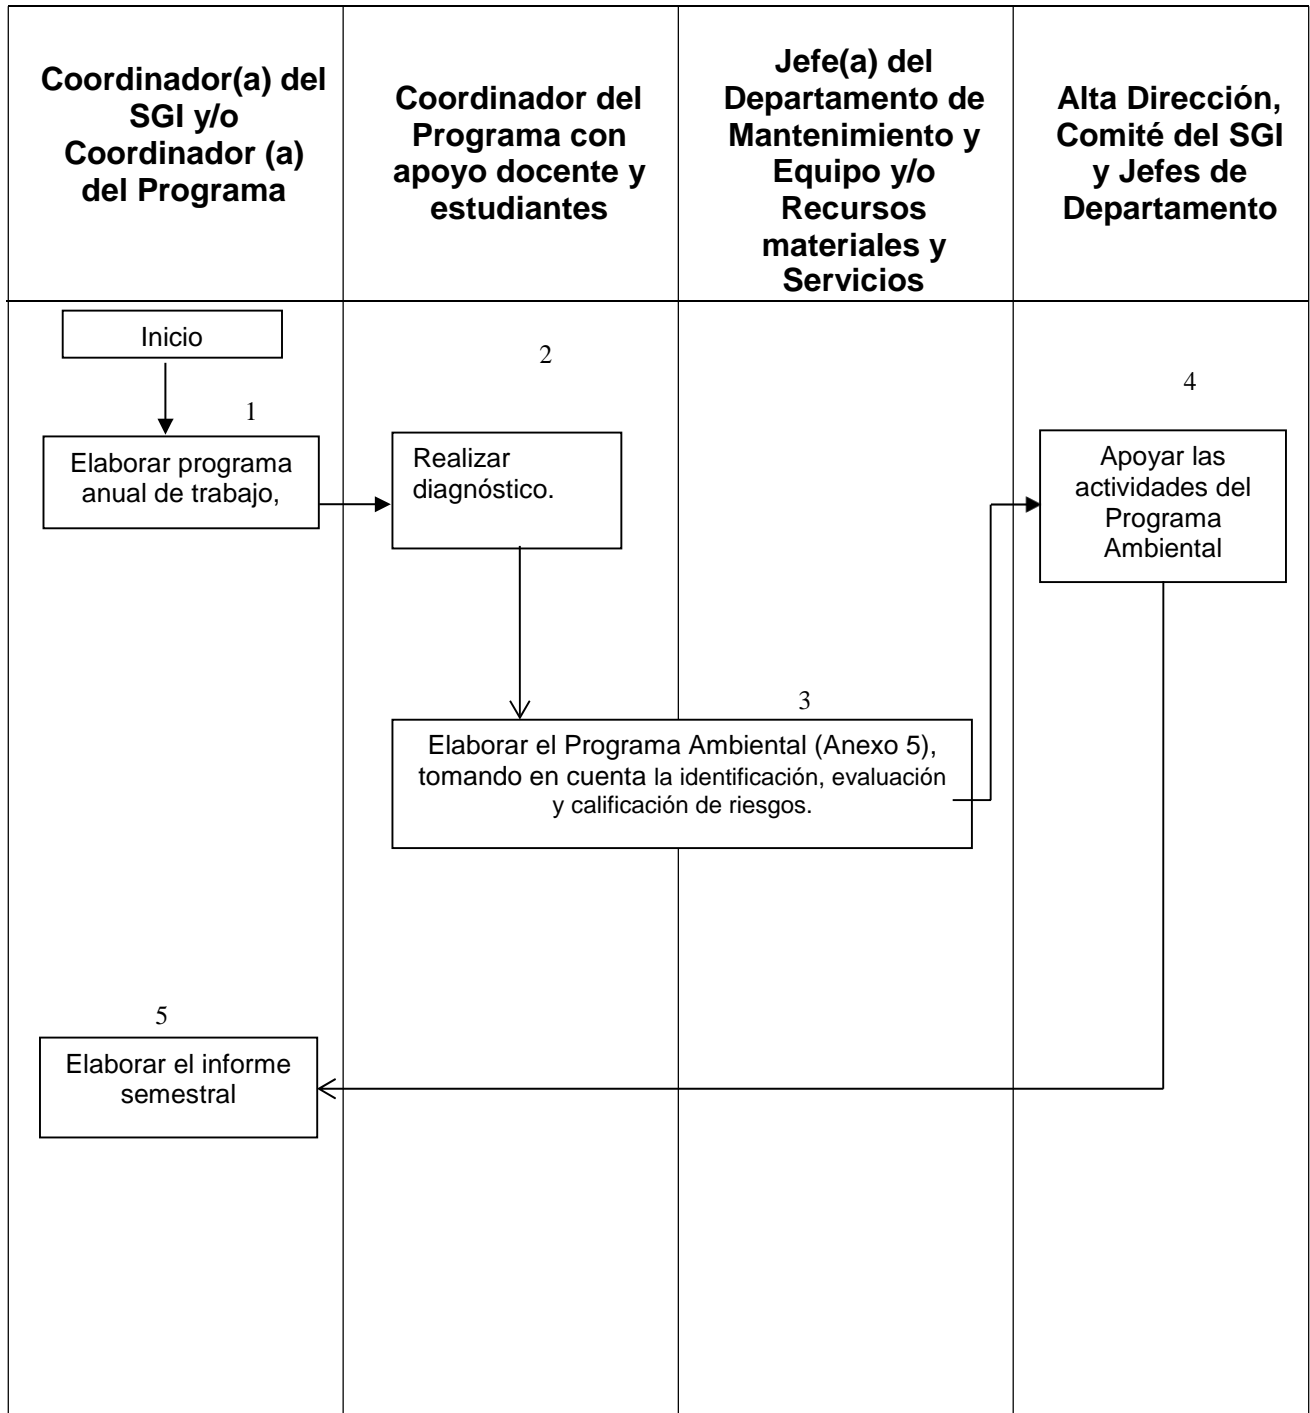 Coordinador(a) del
SGI y/o
Coordinador (a)
del Programa
Coordinador del
Programa con
apoyo docente y
estudiantes
Jefe(a) del
Departamento de
Mantenimiento y
Equipo y/o
Recursos
materiales y
Servicios
Alta Dirección,
Comité del SGI
y Jefes de
Departamento
Inicio
1
Elaborar programa
anual de trabajo,
2
Realizar
diagnóstico.
3
Elaborar el Programa Ambiental (Anexo 5),
tomando en cuenta la identificación, evaluación
y calificación de riesgos.
4
Apoyar las
actividades del
Programa
Ambiental
5
Elaborar el informe
semestral